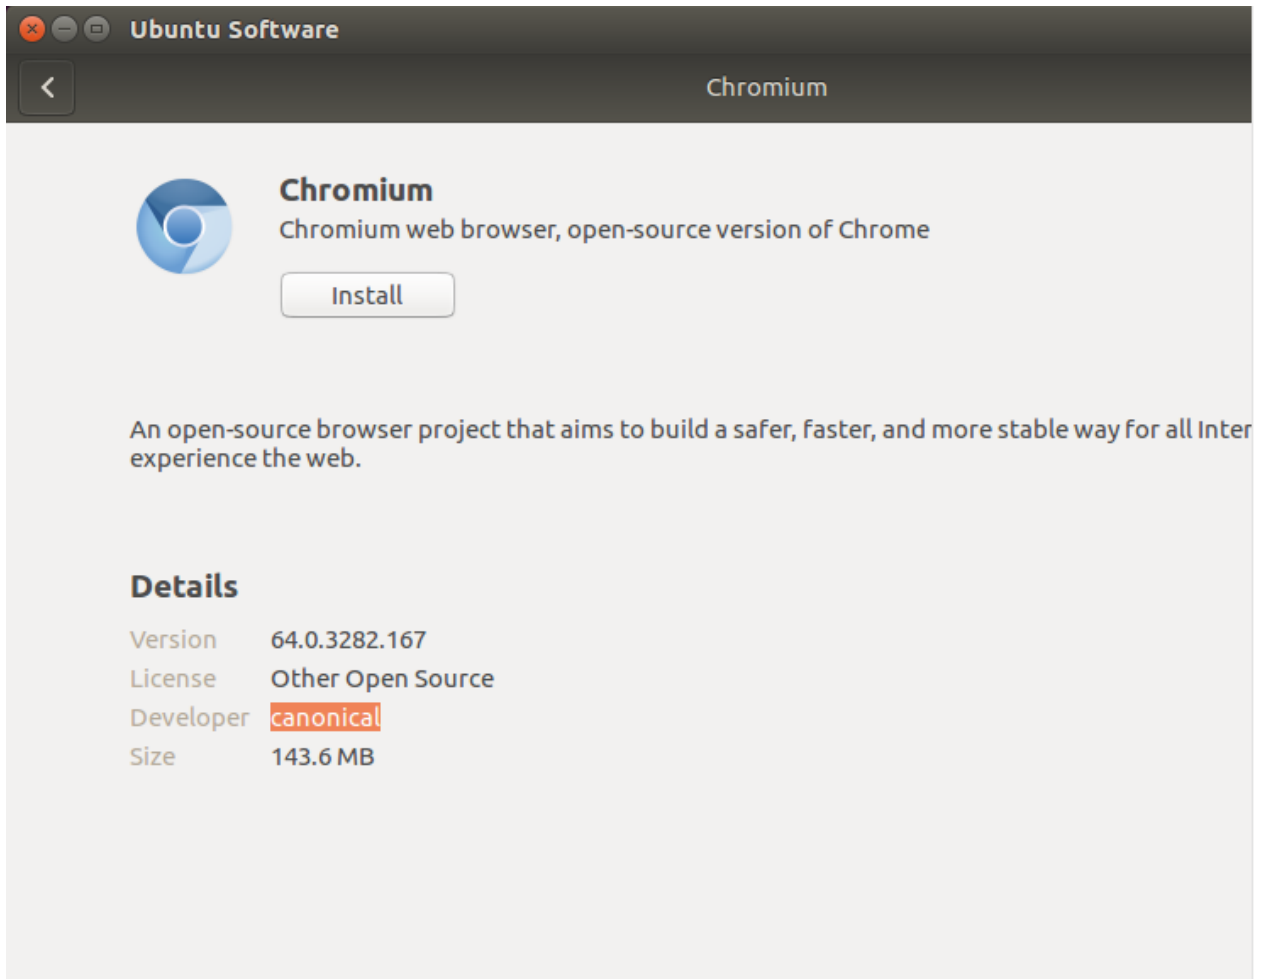 Ubuntu Software
Chromium
Chromium
Chromium web browser, open-source version of Chrome
Install
An open-source browser project that aims to build a safer, faster, and more stable way for all Inter
experience the web.
Details
Version 64.0.3282.167
License Other Open Source
Developer canonical
Size 143.6 MB